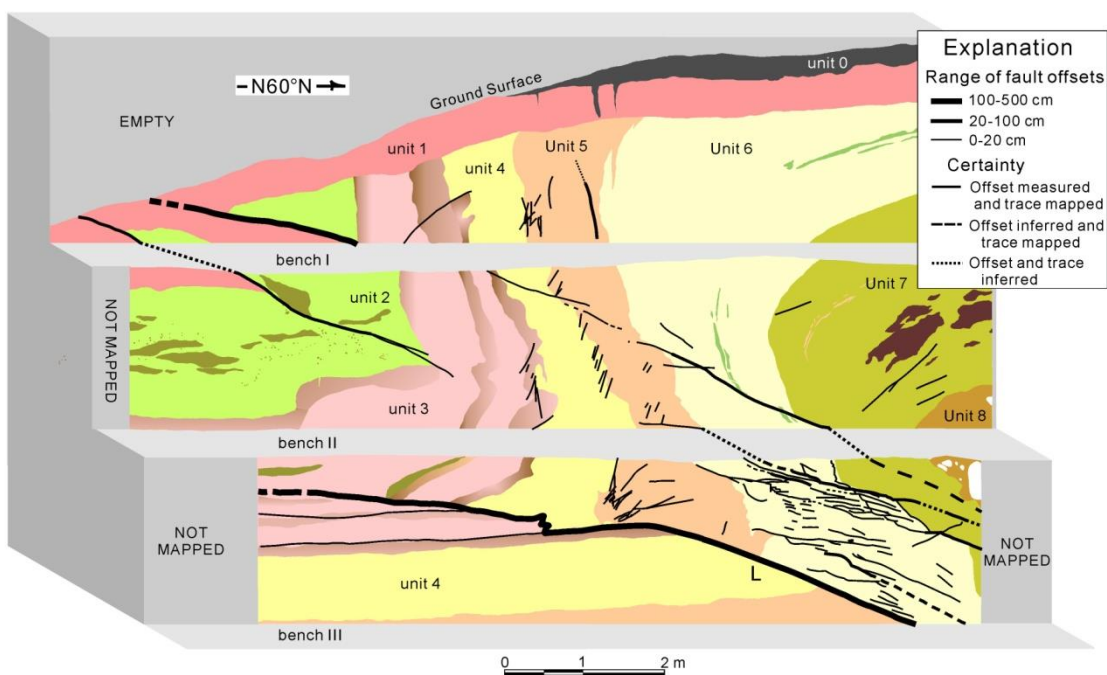 Explanation
Range of fault offsets
100-500 cm
20-100 cm
0-20 cm
Certainty
Offset measured
and trace mapped
Offset inferred and
trace mapped
Offset and trace
inferred
N60°N
EMPTY
Ground Surface
unit 0
unit 1
unit 4
Unit 5
Unit 6
bench I
NOT MAPPED
unit 2
unit 3
Unit 7
Unit 8
bench II
NOT
MAPPED
unit 4
L
NOT
MAPPED
bench III
0 1 2 m